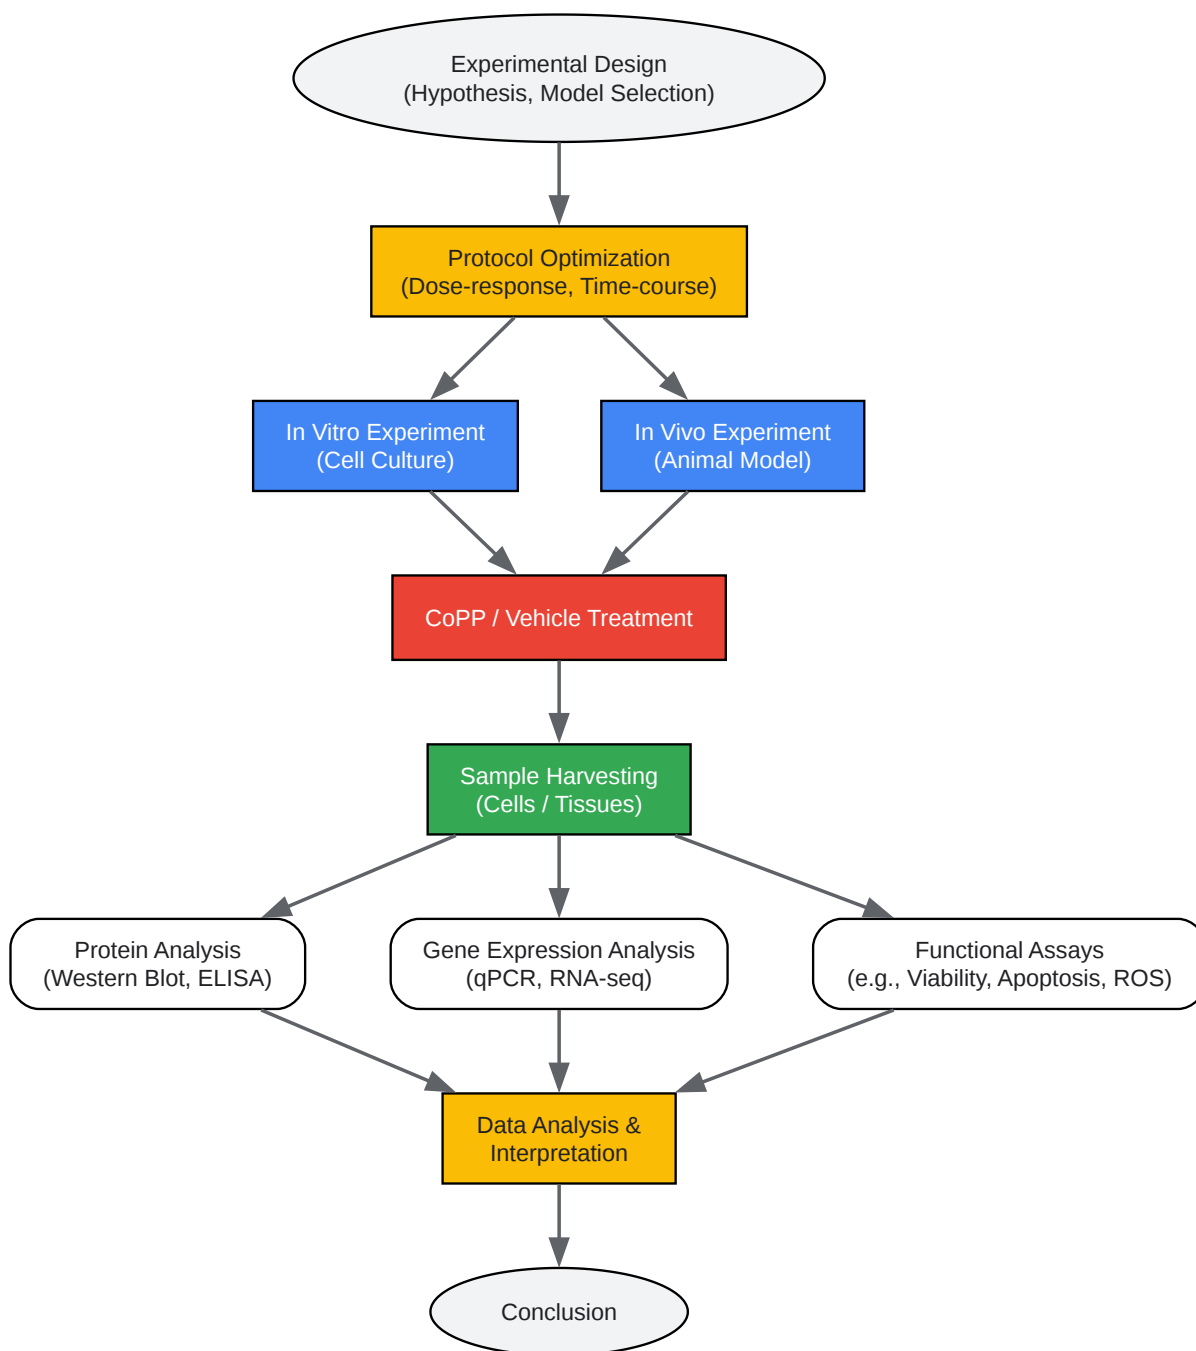 Experimental Design
(Hypothesis, Model Selection)
Protocol Optimization
(Dose-response, Time-course)
In Vitro Experiment
(Cell Culture)
In Vivo Experiment
(Animal Model)
CoPP / Vehicle Treatment
Sample Harvesting
(Cells / Tissues)
Protein Analysis
(Western Blot, ELISA)
Gene Expression Analysis
(qPCR, RNA-seq)
Functional Assays
(e.g., Viability, Apoptosis, ROS)
Data Analysis &
Interpretation
Conclusion